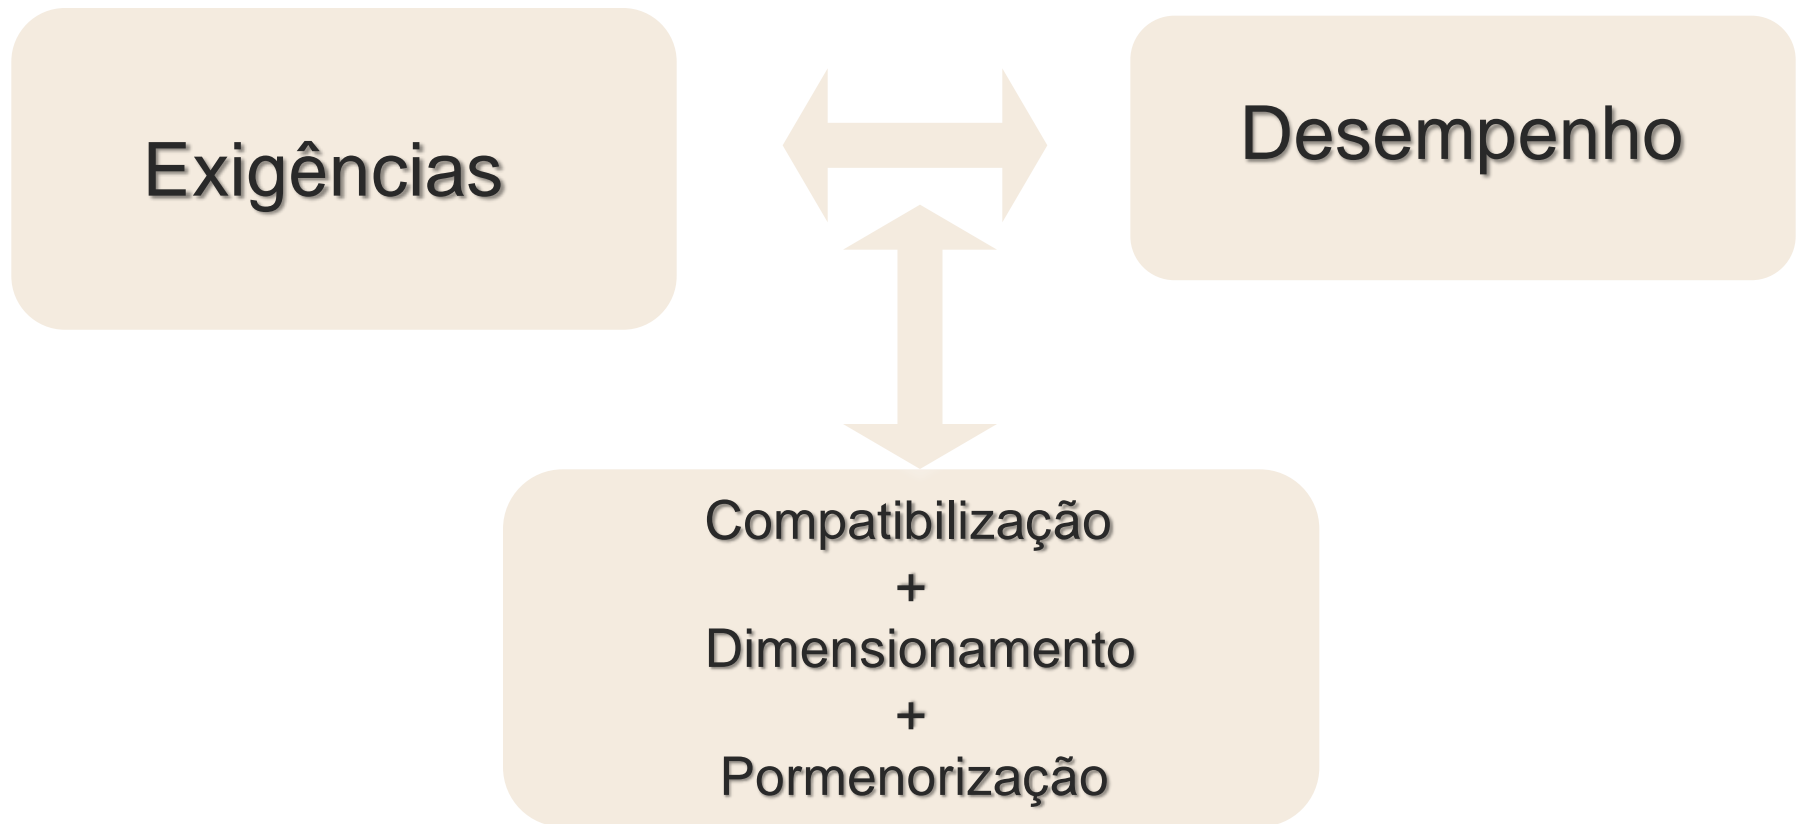 Exigências
Desempenho
Compatibilização
+
Dimensionamento
+
Pormenorização